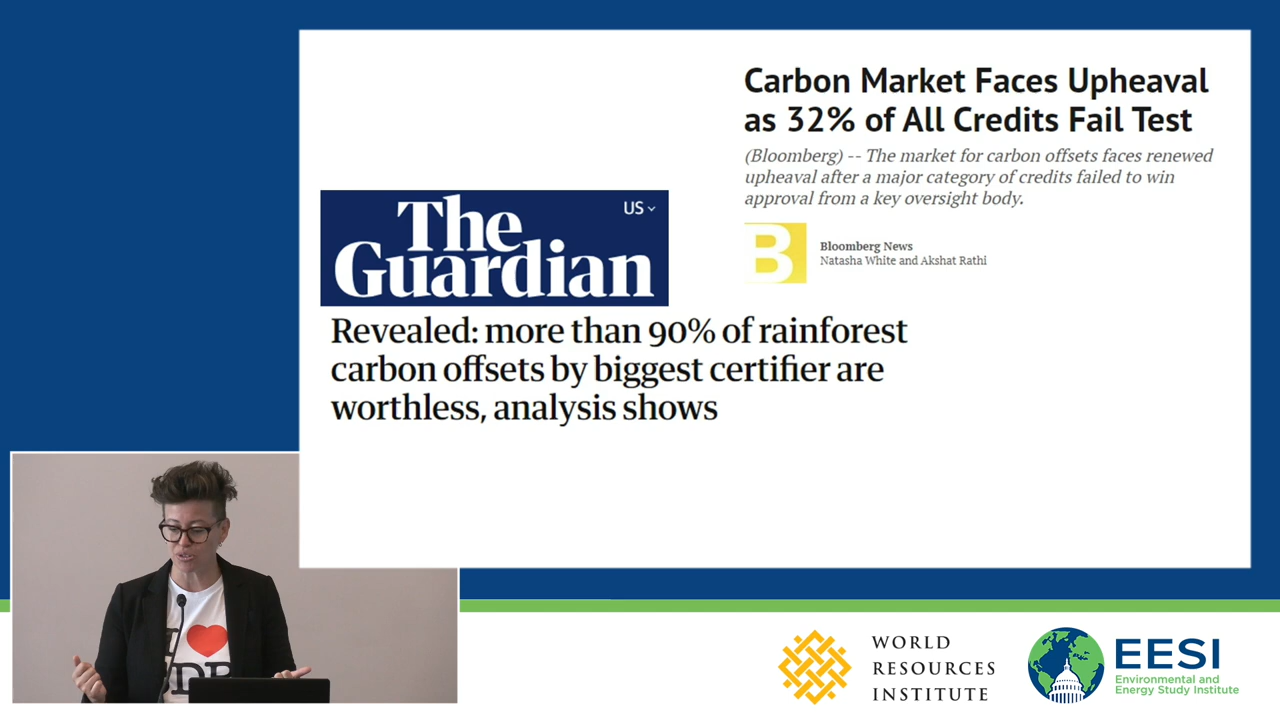 Carbon Market Faces Upheaval
as 32% of All Credits Fail Test
(Bloomberg) -- The market for carbon offsets faces renewed
upheaval after a major category of credits failed to win
approval from a key oversight body.
B
Bloomberg News
Natasha White and Akshat Rathi
The
Guardian
US
Revealed: more than 90% of rainforest
carbon offsets by biggest certifier are
worthless, analysis shows
I
WORLD
RESOURCES
INSTITUTE
EESI
Environmental and
Energy Study Institute